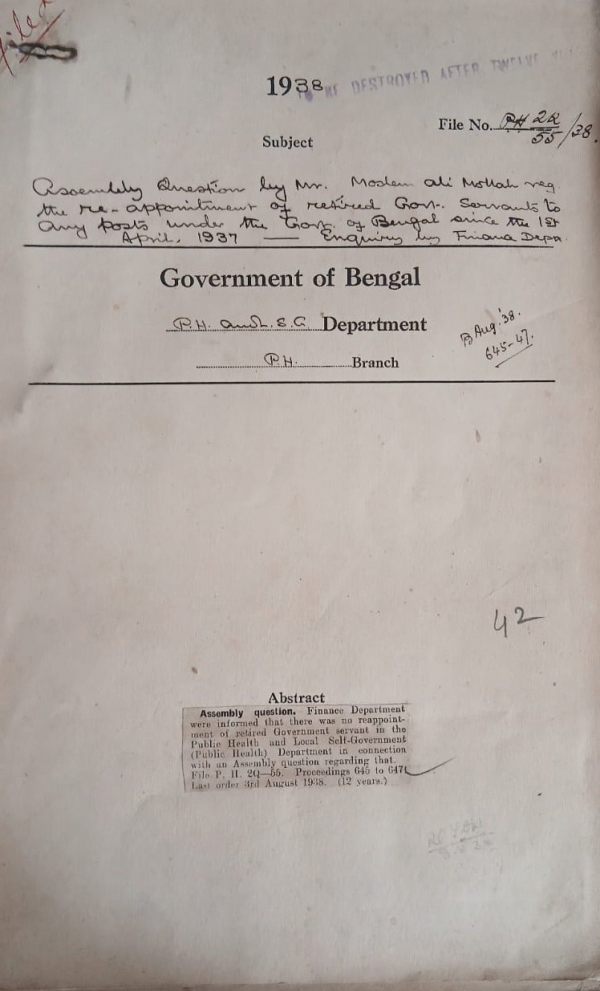 Filed
1938
TO BE DESTROYED AFTER TWELVE
File No. PH 2Q/55/38.
Subject
Assembly Question by Mr. Moslem Ali Mollah reg.
the re-appointment of retired Govt. Servants to
any posts under the Govt. of Bengal since the 1st
April, 1937 — Enquiry by Finance Depn.
Government of Bengal
P.H. and L.S.G. Department
B Aug. '38.
645-47.
P.H. Branch
42
Abstract
Assembly question. Finance Department
were informed that there was no reappoint-
ment of retired Government servant in the
Public Health and Local Self-Government
(Public Health) Department in connection
with an Assembly question regarding that.
File P. H. 2Q—55. Proceedings 645 to 647.
Last order 3rd August 1938. (12 years.)